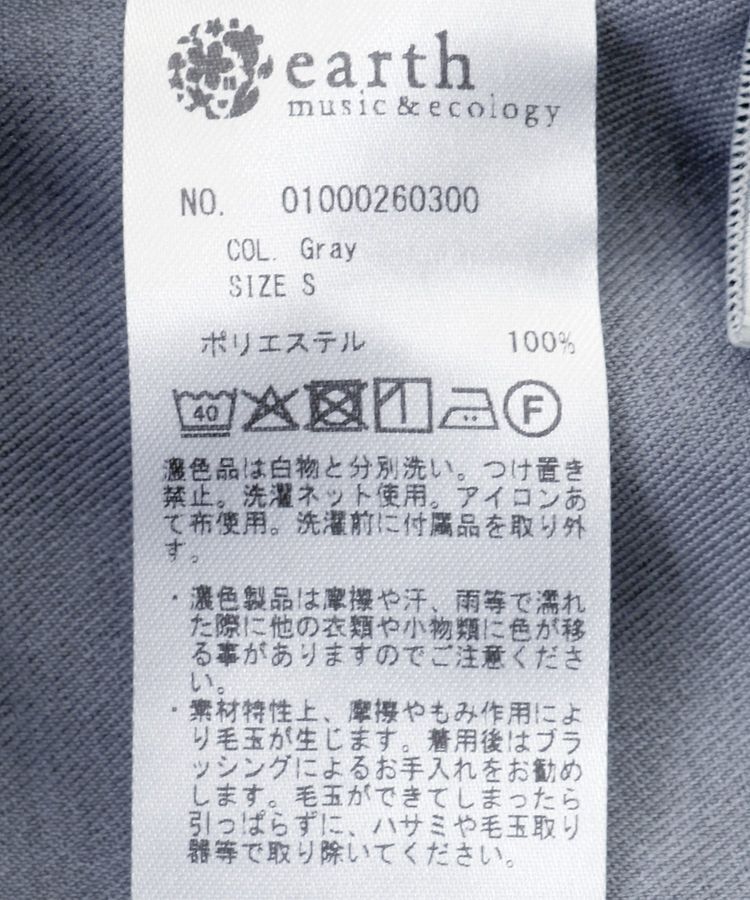 earth
music&ecology
NO. 01000260300
COL. Gray
SIZE S
ポリエステル 100%
40 F
濃色品は白物と分別洗い。つけ置き
禁止。洗濯ネット使用。アイロンあ
て布使用。洗濯前に付属品を取り外
す。
・濃色製品は摩擦や汗、雨等で濡れ
た際に他の衣類や小物類に色が移
る事がありますのでご注意くださ
い。
・素材特性上、摩擦やもみ作用によ
り毛玉が生じます。着用後はブラ
ッシングによるお手入れをお勧め
します。毛玉ができてしまったら
引っぱらずに、ハサミや毛玉取り
器等で取り除いてください。